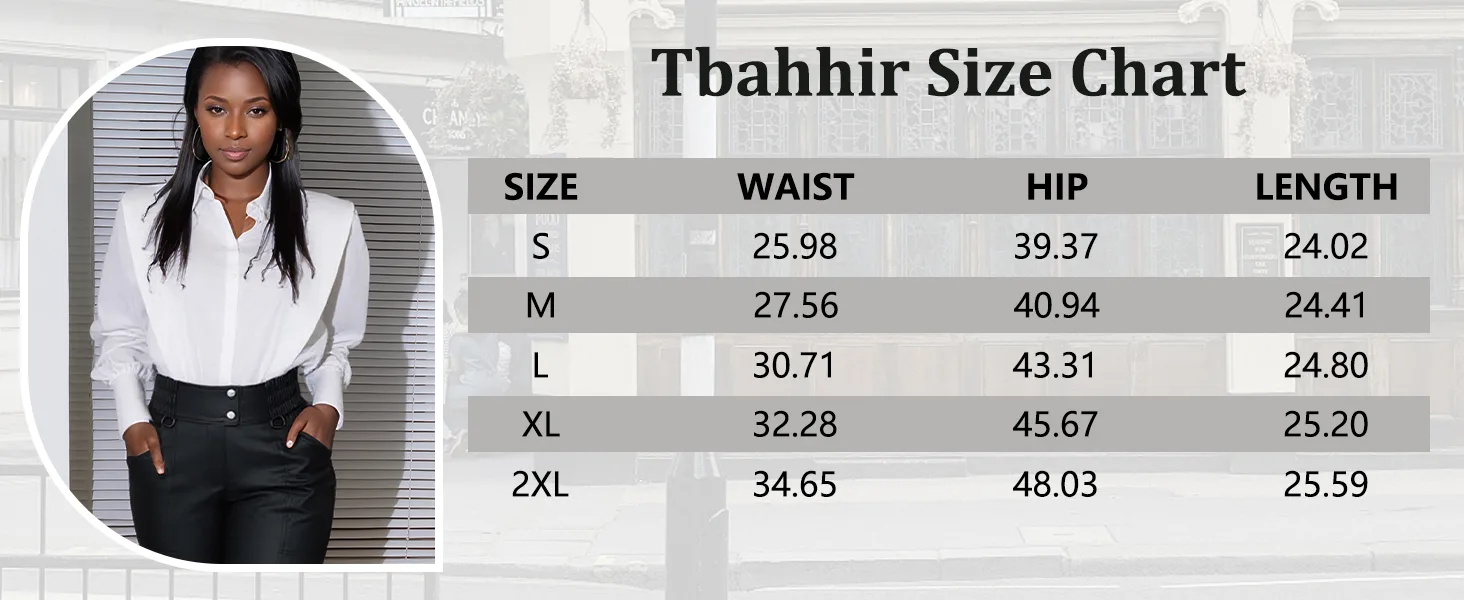 Tbahhir Size Chart
SIZE WAIST HIP LENGTH
S 25.98 39.37 24.02
M 27.56 40.94 24.41
L 30.71 43.31 24.80
XL 32.28 45.67 25.20
2XL 34.65 48.03 25.59